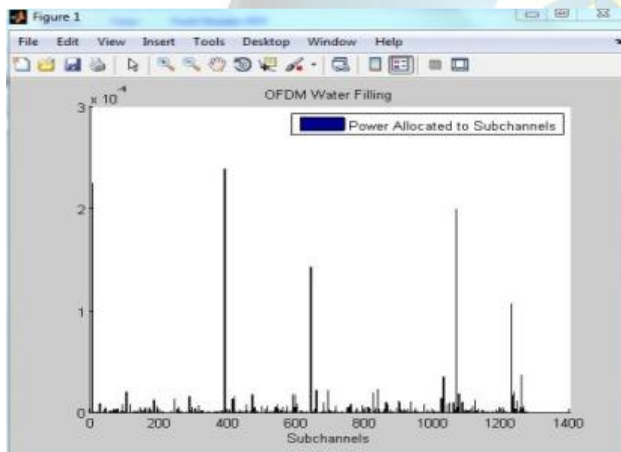 Figure 1
File Edit View Insert Tools Desktop Window Help
x 10⁻⁴
OFDM Water Filling
3
Power Allocated to Subchannels
2
1
0
0 200 400 600 800 1000 1200 1400
Subchannels